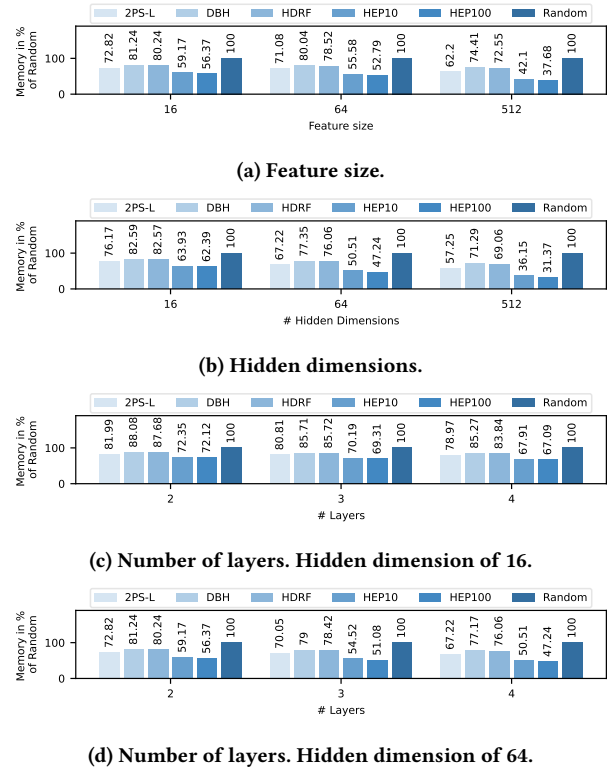 2PS-L DBH HDRF HEP10 HEP100 Random
Memory in %
of Random
100
0
72.82 81.24 80.24 59.17 56.37 100
71.08 80.04 78.52 55.58 52.79 100
62.2 74.41 72.55 42.1 37.68 100
16 64 512
Feature size
(a) Feature size.
2PS-L DBH HDRF HEP10 HEP100 Random
Memory in %
of Random
100
0
76.17 82.59 82.57 63.93 62.39 100
67.22 77.35 76.06 50.51 47.24 100
57.25 71.29 69.06 36.15 31.37 100
16 64 512
# Hidden Dimensions
(b) Hidden dimensions.
2PS-L DBH HDRF HEP10 HEP100 Random
Memory in %
of Random
100
0
81.99 88.08 87.68 72.35 72.12 100
80.81 85.71 85.72 70.19 69.31 100
78.97 85.27 83.84 67.91 67.09 100
2 3 4
# Layers
(c) Number of layers. Hidden dimension of 16.
2PS-L DBH HDRF HEP10 HEP100 Random
Memory in %
of Random
100
0
72.82 81.24 80.24 59.17 56.37 100
70.05 79 78.42 54.52 51.08 100
67.22 77.17 76.06 50.51 47.24 100
2 3 4
# Layers
(d) Number of layers. Hidden dimension of 64.